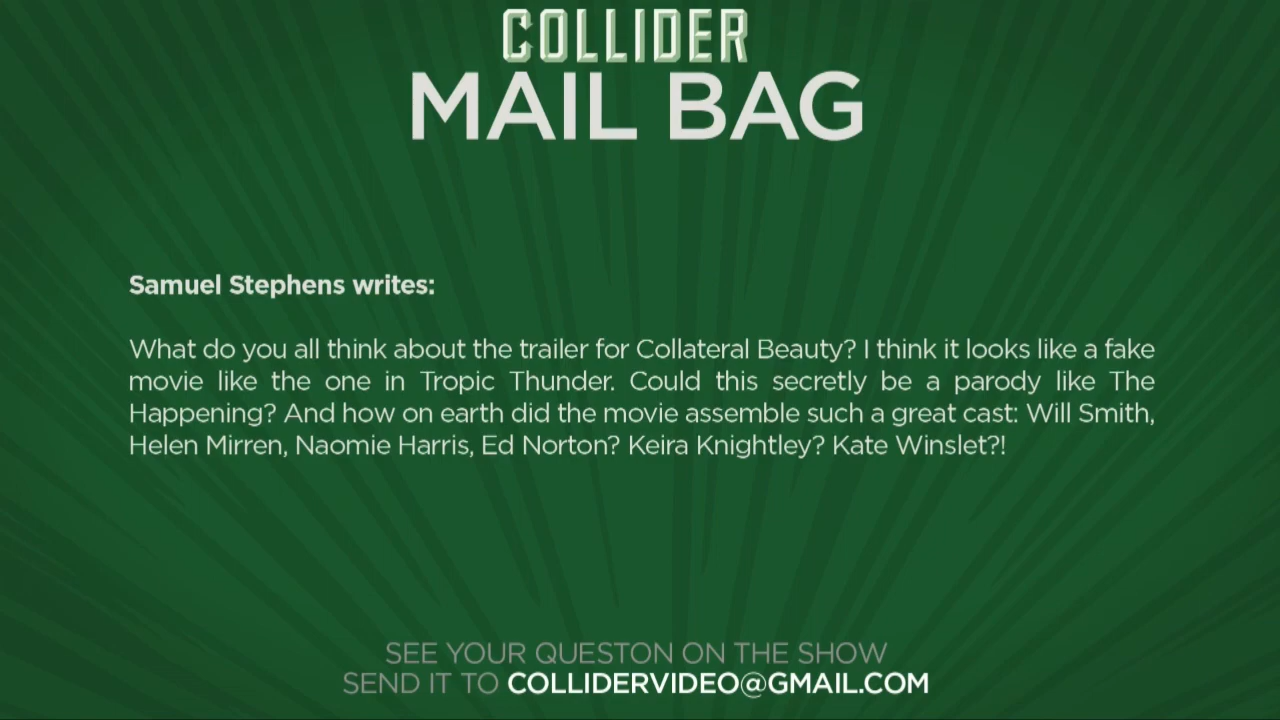 COLLIDER
MAIL BAG
Samuel Stephens writes:
What do you all think about the trailer for Collateral Beauty? I think it looks like a fake
movie like the one in Tropic Thunder. Could this secretly be a parody like The
Happening? And how on earth did the movie assemble such a great cast: Will Smith,
Helen Mirren, Naomie Harris, Ed Norton? Keira Knightley? Kate Winslet?!
SEE YOUR QUESTON ON THE SHOW
SEND IT TO COLLIDERVIDEO@GMAIL.COM